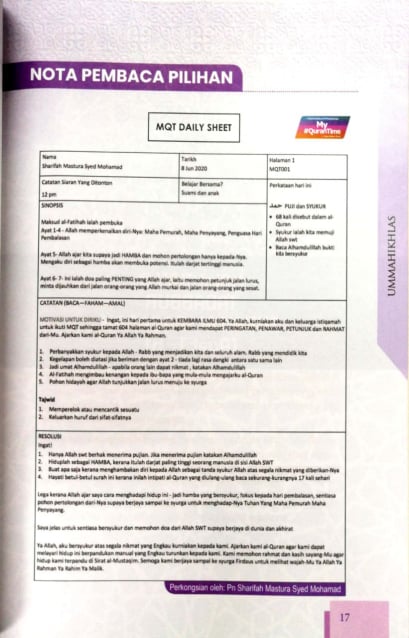 NOTA PEMBACA PILIHAN
MQT DAILY SHEET
My
#QuranTime
Nama
Sharifah Mastura Syed Mohamad
Tarikh
8 Jun 2020
Halaman 1
MQT001
Catatan Siaran Yang Ditonton
12 pm
Belajar Bersama?
Suami dan anak
Perkataan hari ini
SINOPSIS
Maksud al-Fatihah ialah pembuka
Ayat 1-4 - Allah memperkenalkan diri-Nya: Maha Pemurah, Maha Penyayang, Penguasa Hari
Pembalasan
Ayat 5- Allah ajar kita supaya jadi HAMBA dan mohon pertolongan hanya kepada-Nya.
Mengaku diri sebagai hamba akan membuka potensi. Itulah darjat tertinggi manusia.
Ayat 6- 7- Ini ialah doa paling PENTING yang Allah ajar, iaitu memohon petunjuk jalan lurus,
minta dijauhkan dari jalan orang-orang yang Allah murkai dan jalan orang-orang yang sesat.
حمد PUJI dan SYUKUR
• 68 kali disebut dalam al-
Quran
• Syukur ialah kita memuji
Allah swt
• Baca Alhamdulillah bukti
kita bersyukur
CATATAN (BACA—FAHAM—AMAL)
MOTIVASI UNTUK DIRIKU - Ingat, ini hari pertama untuk KEMBARA ILMU 604. Ya Allah, kurniakan aku dan keluarga istiqamah
untuk ikuti MQT sehingga tamat 604 halaman al-Quran agar kami mendapat PERINGATAN, PENAWAR, PETUNJUK dan RAHMAT
dari-Mu. Ajarkan kami al-Quran Ya Allah Ya Rahman.
1. Perbanyakkan syukur kepada Allah - Rabb yang menjadikan kita dan seluruh alam. Rabb yang mendidik kita
2. Kegelapan boleh diatasi jika beriman dengan ayat 2 - tiada lagi rasa dengki antara satu sama lain
3. Jadi umat Alhamdulillah - apabila orang lain dapat nikmat, katakan Alhamdulillah
4. Al-Fatihah mengimbau kenangan kepada ibu-bapa yang mula-mula mengajarku al-Quran
5. Pohon hidayah agar Allah tunjukkan jalan lurus menuju ke syurga
Tajwid
1. Memperelok atau mencantik sesuatu
2. Keluarkan huruf dari sifat-sifatnya
RESOLUSI
Ingat!
1. Hanya Allah swt berhak menerima pujian. Jika menerima pujian katakan Alhamdulillah
2. Hiduplah sebagai HAMBA, kerana itulah darjat paling tinggi seorang manusia di sisi Allah SWT
3. Buat apa saja kerana menghambakan diri kepada Allah sebagai tanda syukur Allah atas segala nikmat yang diberikan-Nya
4. Hayati betul-betul surah ini kerana inilah intipati al-Quran yang diulang-ulang baca sekurang-kurangnya 17 kali sehari
Lega kerana Allah ajar saya cara menghadapi hidup ini - jadi hamba yang bersyukur, fokus kepada hari pembalasan, sentiasa
pohon pertolongan dari-Nya supaya berjaya sampai ke syurga untuk menghadap-Nya Tuhan Yang Maha Pemurah Maha
Penyayang.
Saya jelas untuk sentiasa bersyukur dan memohon doa dari Allah SWT supaya berjaya di dunia dan akhirat
Ya Allah, aku bersyukur atas segala nikmat yang Engkau kurniakan kepada kami. Ajarkan kami al-Quran agar kami dapat
melayari hidup ini berpandukan manual yang Engkau turunkan kepada kami. Kami memohon rahmat dan kasih sayang-Mu agar
hidup kami terpandu di Sirat al-Mustaqim. Semoga kami berjaya sampai ke syurga Firdaus untuk melihat wajah-Mu Ya Allah Ya
Rahman Ya Rahim Ya Malik.
Perkongsian oleh: Pn Sharifah Mastura Syed Mohamad
UMMAHIKHLAS
17